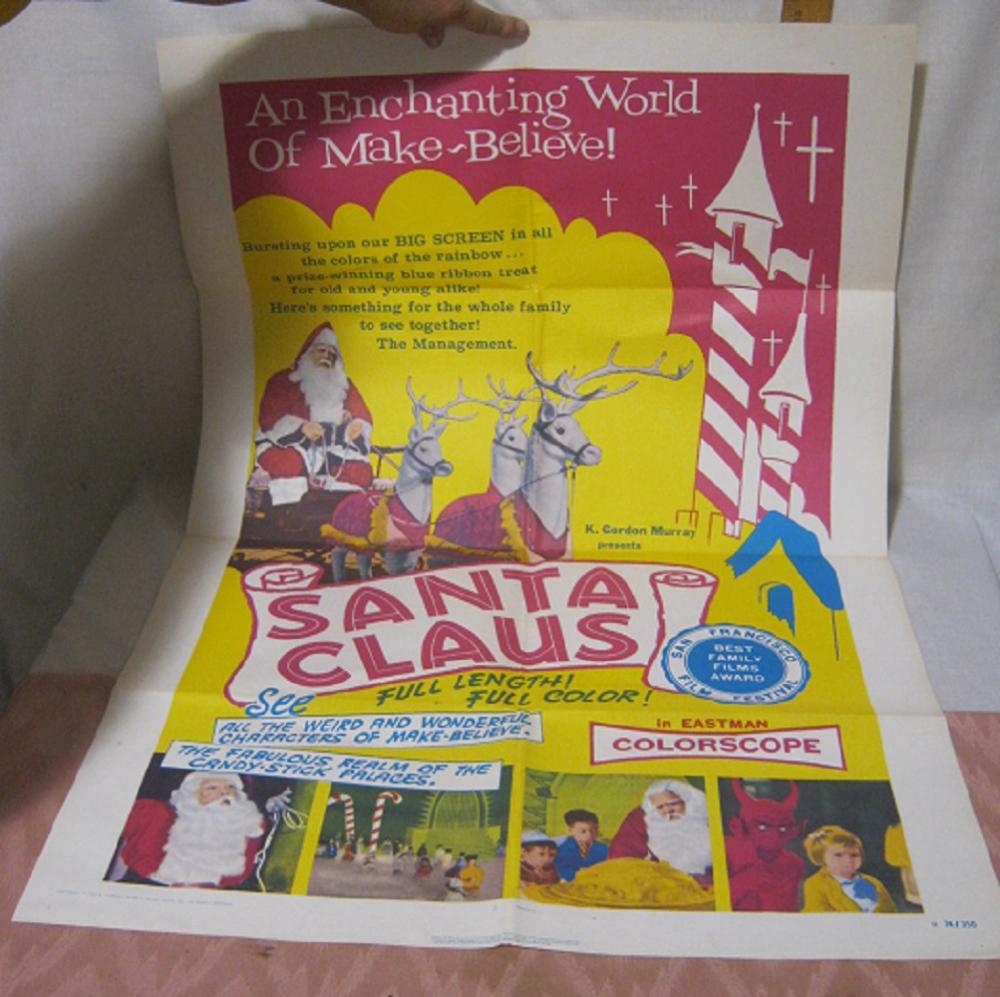 An Enchanting World
Of Make~Believe!
Bursting upon our BIG SCREEN in all
the colors of the rainbow...
a prize-winning blue ribbon treat
for old and young alike!
Here's something for the whole family
to see together!
The Management.
K. Gordon Murray
presents
SANTA
CLAUS
FULL LENGTH!
FULL COLOR!
SAN FRANCISCO
BEST
FAMILY
FILMS
AWARD
FILM FESTIVAL
See
ALL THE WEIRD AND WONDERFUL
CHARACTERS OF MAKE-BELIEVE.
in EASTMAN
COLORSCOPE
THE FABULOUS REALM OF THE
CANDY-STICK PALACES.
74/350